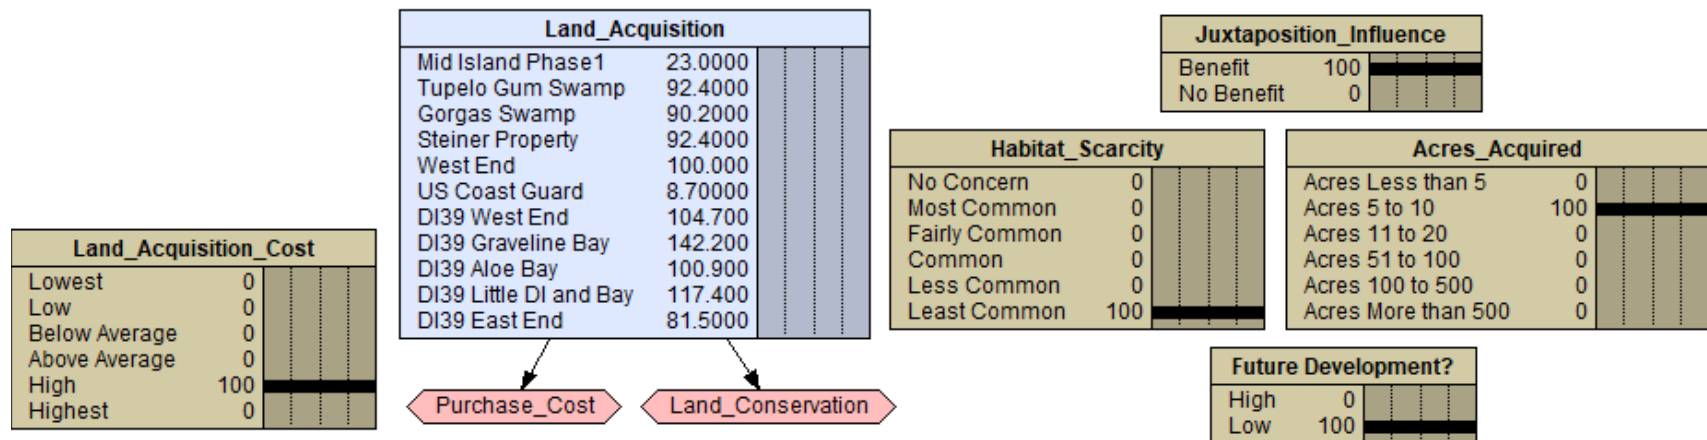 Land_Acquisition
Mid Island Phase1 23.0000
Tupelo Gum Swamp 92.4000
Gorgas Swamp 90.2000
Steiner Property 92.4000
West End 100.000
US Coast Guard 8.70000
DI39 West End 104.700
DI39 Graveline Bay 142.200
DI39 Aloe Bay 100.900
DI39 Little DI and Bay 117.400
DI39 East End 81.5000
Juxtaposition_Influence
Benefit 100
No Benefit 0
Habitat_Scarcity
No Concern 0
Most Common 0
Fairly Common 0
Common 0
Less Common 0
Least Common 100
Acres_Acquired
Acres Less than 5 0
Acres 5 to 10 100
Acres 11 to 20 0
Acres 51 to 100 0
Acres 100 to 500 0
Acres More than 500 0
Land_Acquisition_Cost
Lowest 0
Low 0
Below Average 0
Above Average 0
High 100
Highest 0
Purchase_Cost
Land_Conservation
Future Development?
High 0
Low 100